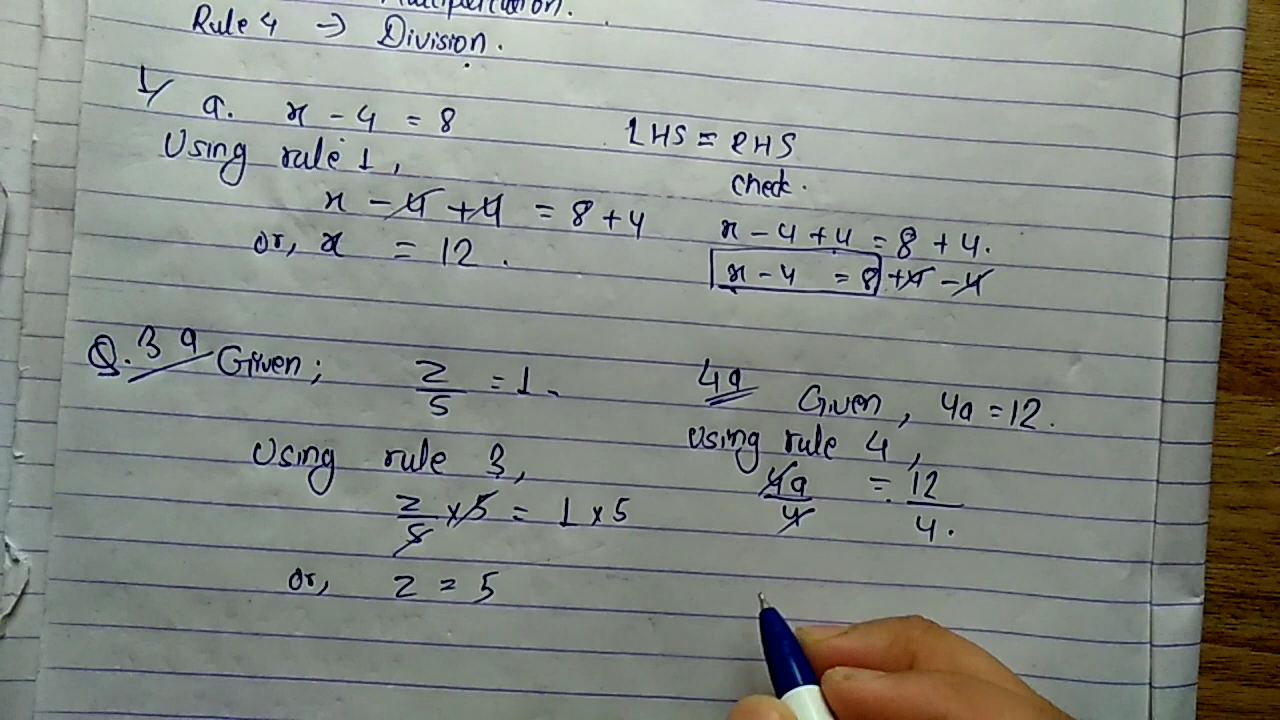 Multiplication.
Rule 4 → Division.
1/ a. x - 4 = 8
Using rule 1,
x - 4 + 4 = 8 + 4
or, x = 12.
LHS = RHS
check.
x - 4 + 4 = 8 + 4.
x - 4 = 8 + 4 - 4
Q. 3 a Given; z/5 = 1.
Using rule 3,
z/5 × 5 = 1 × 5
or, z = 5
4a Given, 4a = 12.
Using rule 4,
4a/4 = 12/4.